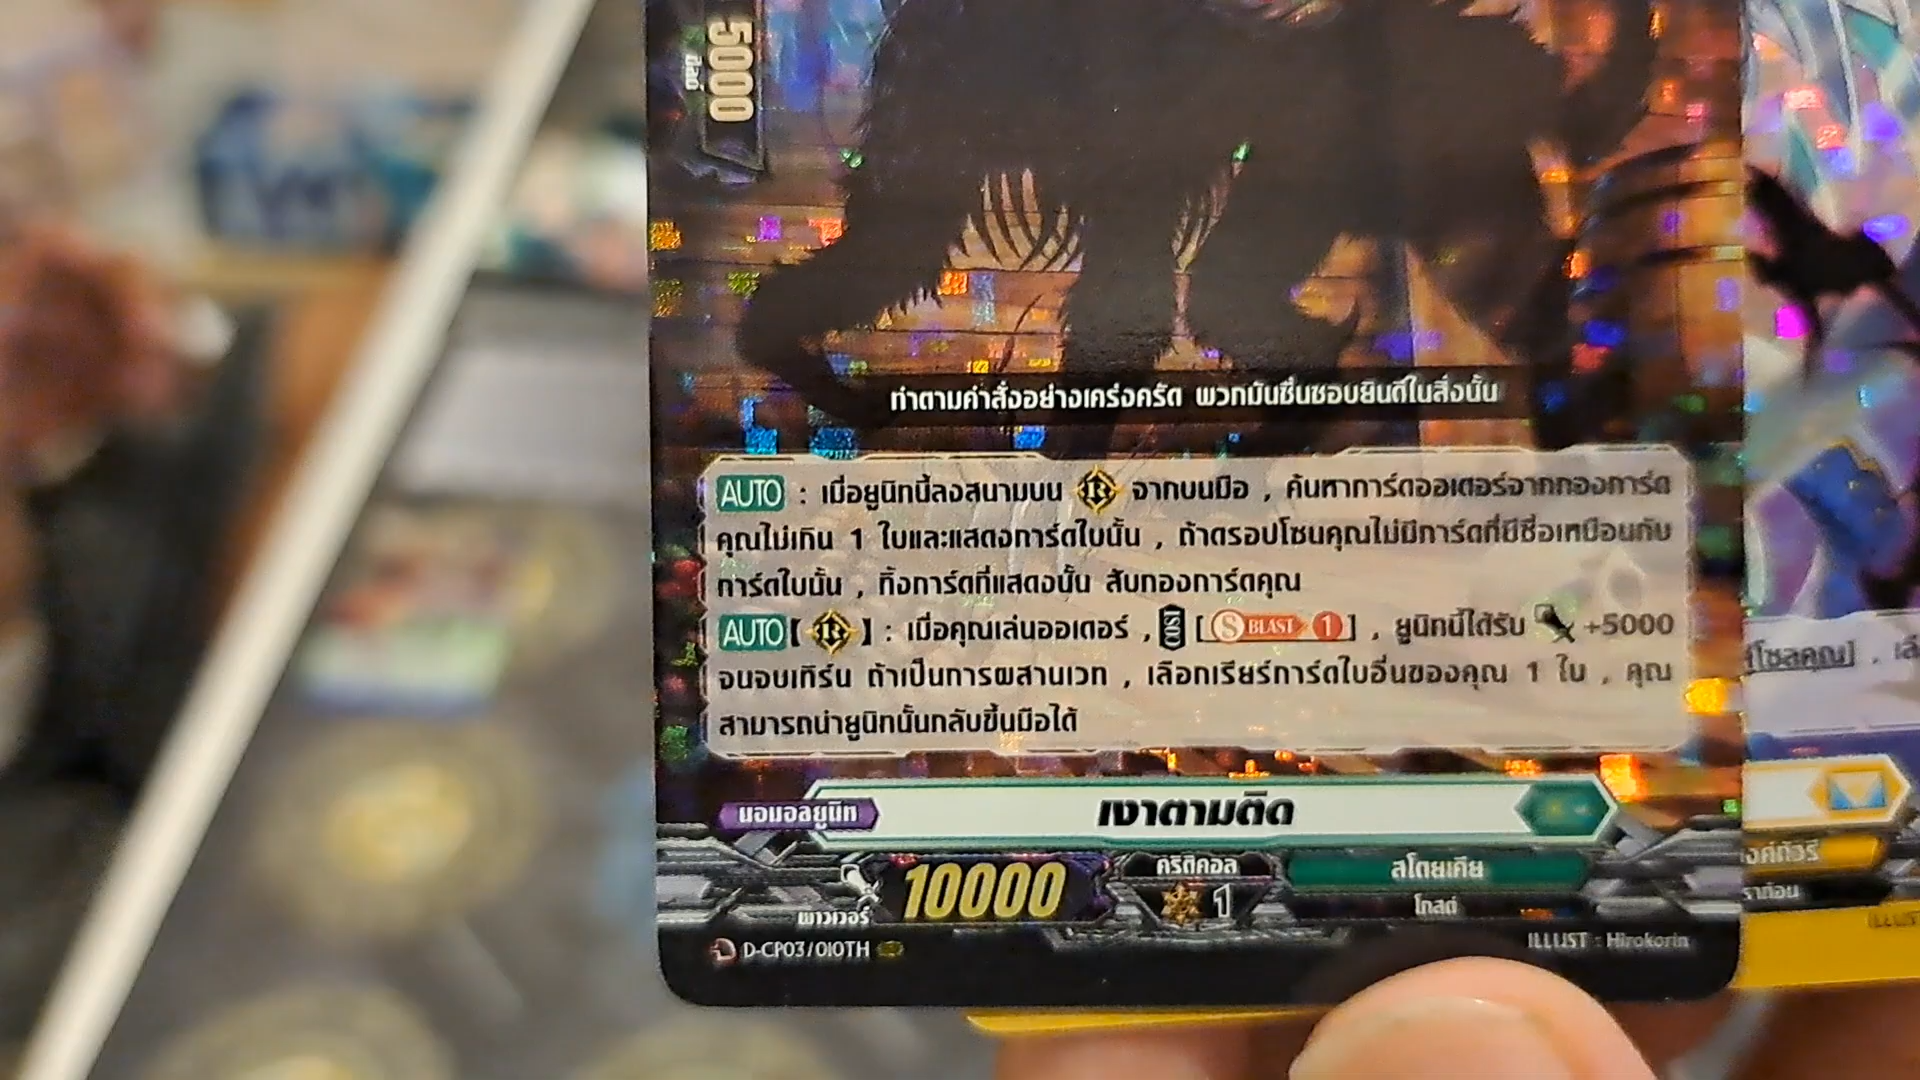 5000
ชีลด์
ทำตามคำสั่งอย่างเคร่งครัด พวกมันชื่นชอบยินดีในสิ่งนั้น
AUTO : เมื่อยูนิทนี้ลงสนามบน R จากบนมือ , ค้นหาการ์ดออเดอร์จากกองการ์ด
คุณไม่เกิน 1 ใบและแสดงการ์ดใบนั้น , ถ้าดรอปโซนคุณไม่มีการ์ดที่มีชื่อเหมือนกับ
การ์ดใบนั้น , ทิ้งการ์ดที่แสดงนั้น สับกองการ์ดคุณ
AUTO【 R 】 : เมื่อคุณเล่นออเดอร์ , COST [ S BLAST 1 ] , ยูนิทนี้ได้รับ +5000
จนจบเทิร์น ถ้าเป็นการผสานเวท , เลือกเรียร์การ์ดใบอื่นของคุณ 1 ใบ , คุณ
สามารถนำยูนิทนั้นกลับขึ้นมือได้
นอมอลยูนิท
เงาตามติด
พาวเวอร์
10000
คริติคอล
1
สโตยเคีย
โกสต์
D-CP03/010TH
ILLUST : Hirokorin
[โซลคุณ] , เลื